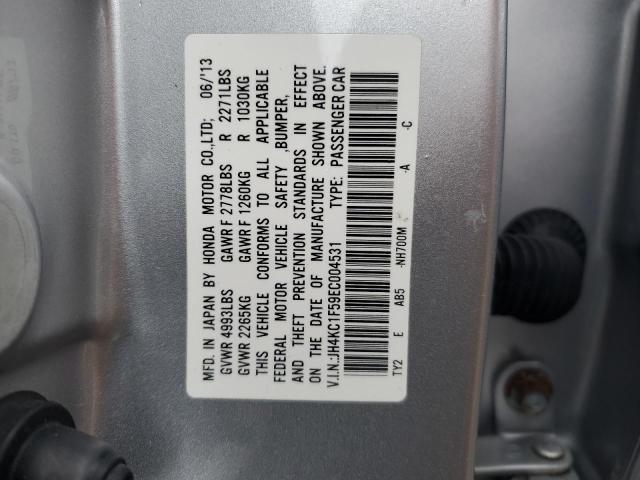 MFD. IN JAPAN BY HONDA MOTOR CO.,LTD; 06/'13
GVWR 4993LBS GAWR F 2778LBS R 2271LBS
GVWR 2265KG GAWR F 1260KG R 1030KG
THIS VEHICLE CONFORMS TO ALL APPLICABLE
FEDERAL MOTOR VEHICLE SAFETY ,BUMPER,
AND THEFT PREVENTION STANDARDS IN EFFECT
ON THE DATE OF MANUFACTURE SHOWN ABOVE.
V.I.N.:JH4KC1F59EC004531 TYPE: PASSENGER CAR
TY2 E AB5 -NH700M -A -C